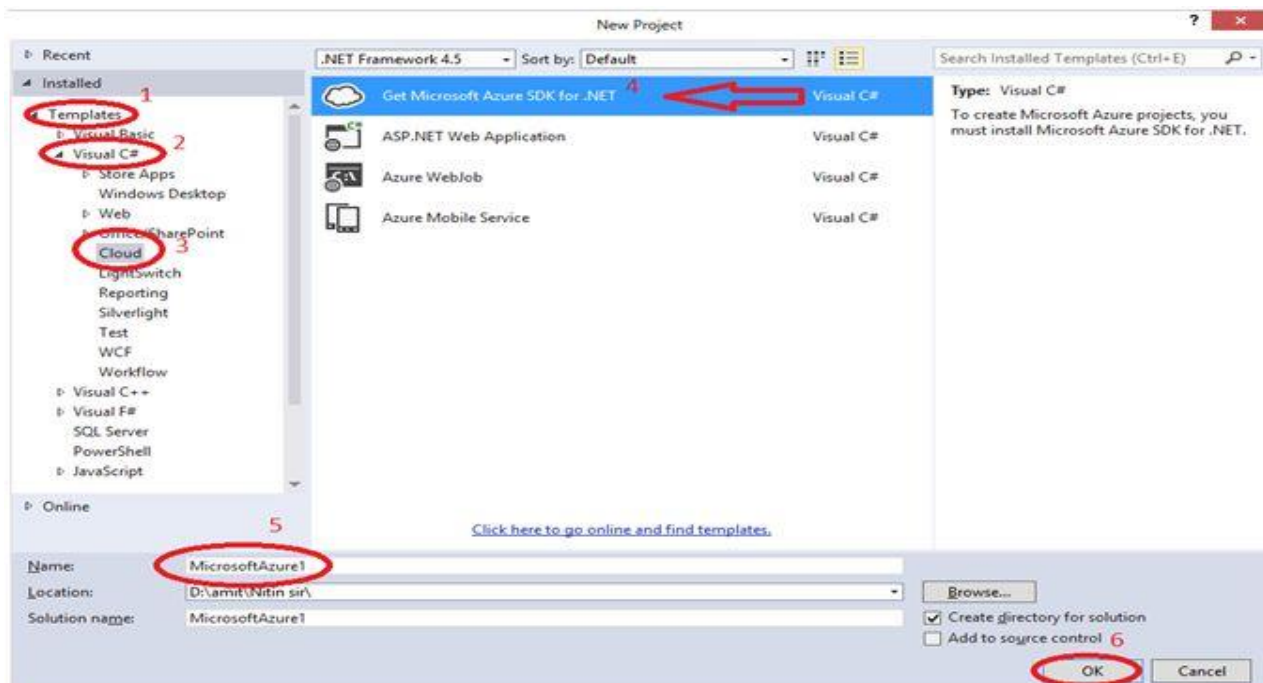 New Project
?
Recent
Installed
1
Templates
Visual Basic
2
Visual C#
Store Apps
Windows Desktop
Web
Office/SharePoint
3
Cloud
LightSwitch
Reporting
Silverlight
Test
WCF
Workflow
Visual C++
Visual F#
SQL Server
PowerShell
JavaScript
Online
.NET Framework 4.5 Sort by: Default
Get Microsoft Azure SDK for .NET 4 Visual C#
ASP.NET Web Application Visual C#
Azure WebJob Visual C#
Azure Mobile Service Visual C#
Click here to go online and find templates.
Search Installed Templates (Ctrl+E)
Type: Visual C#
To create Microsoft Azure projects, you
must install Microsoft Azure SDK for .NET.
5
Name: MicrosoftAzure1
Location: D:\amit\Nitin sir\
Solution name: MicrosoftAzure1
Browse...
Create directory for solution
Add to source control 6
OK Cancel